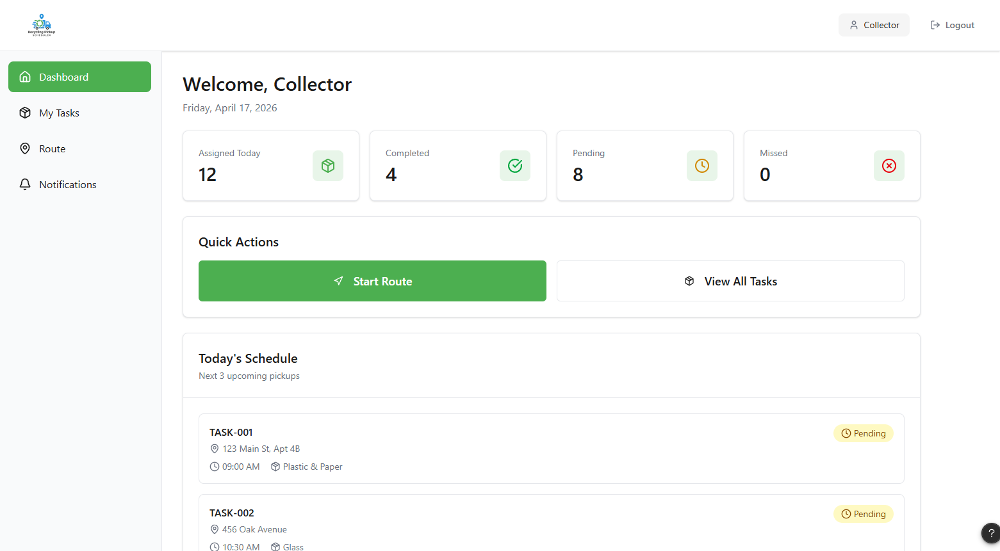 Recycling Pickup
SCHEDULER
Collector
Logout
Dashboard
My Tasks
Route
Notifications
Welcome, Collector
Friday, April 17, 2026
Assigned Today
12
Completed
4
Pending
8
Missed
0
Quick Actions
Start Route
View All Tasks
Today's Schedule
Next 3 upcoming pickups
TASK-001
Pending
123 Main St, Apt 4B
09:00 AM Plastic & Paper
TASK-002
Pending
456 Oak Avenue
10:30 AM Glass
?